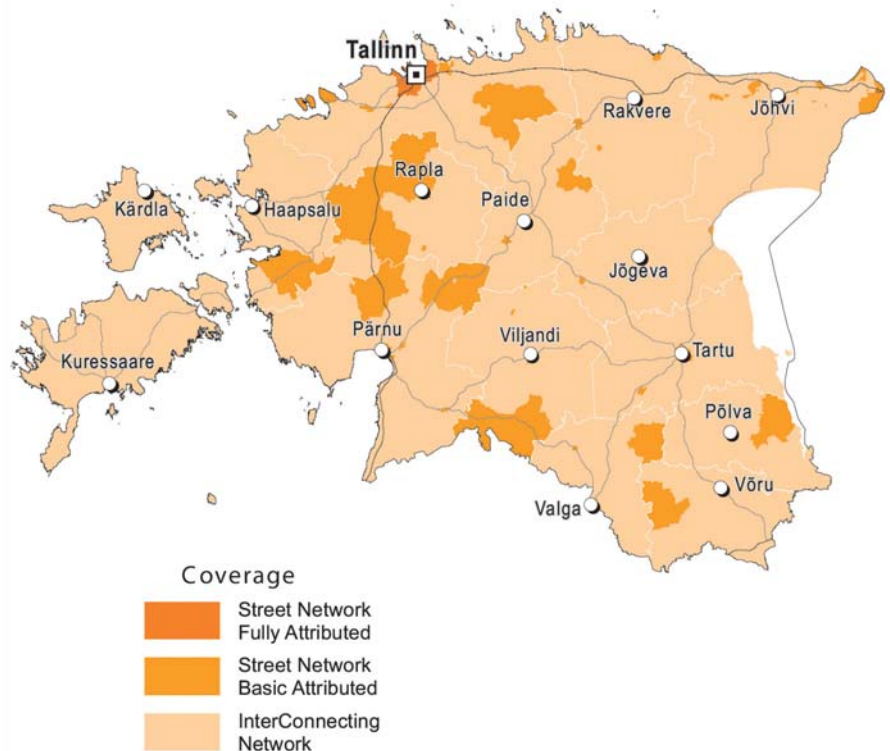 Tallinn
Rakvere
Jõhvi
Rapla
Kärdla
Haapsalu
Paide
Jõgeva
Pärnu
Viljandi
Tartu
Kuressaare
Põlva
Võru
Valga
Coverage
Street Network
Fully Attributed
Street Network
Basic Attributed
InterConnecting
Network